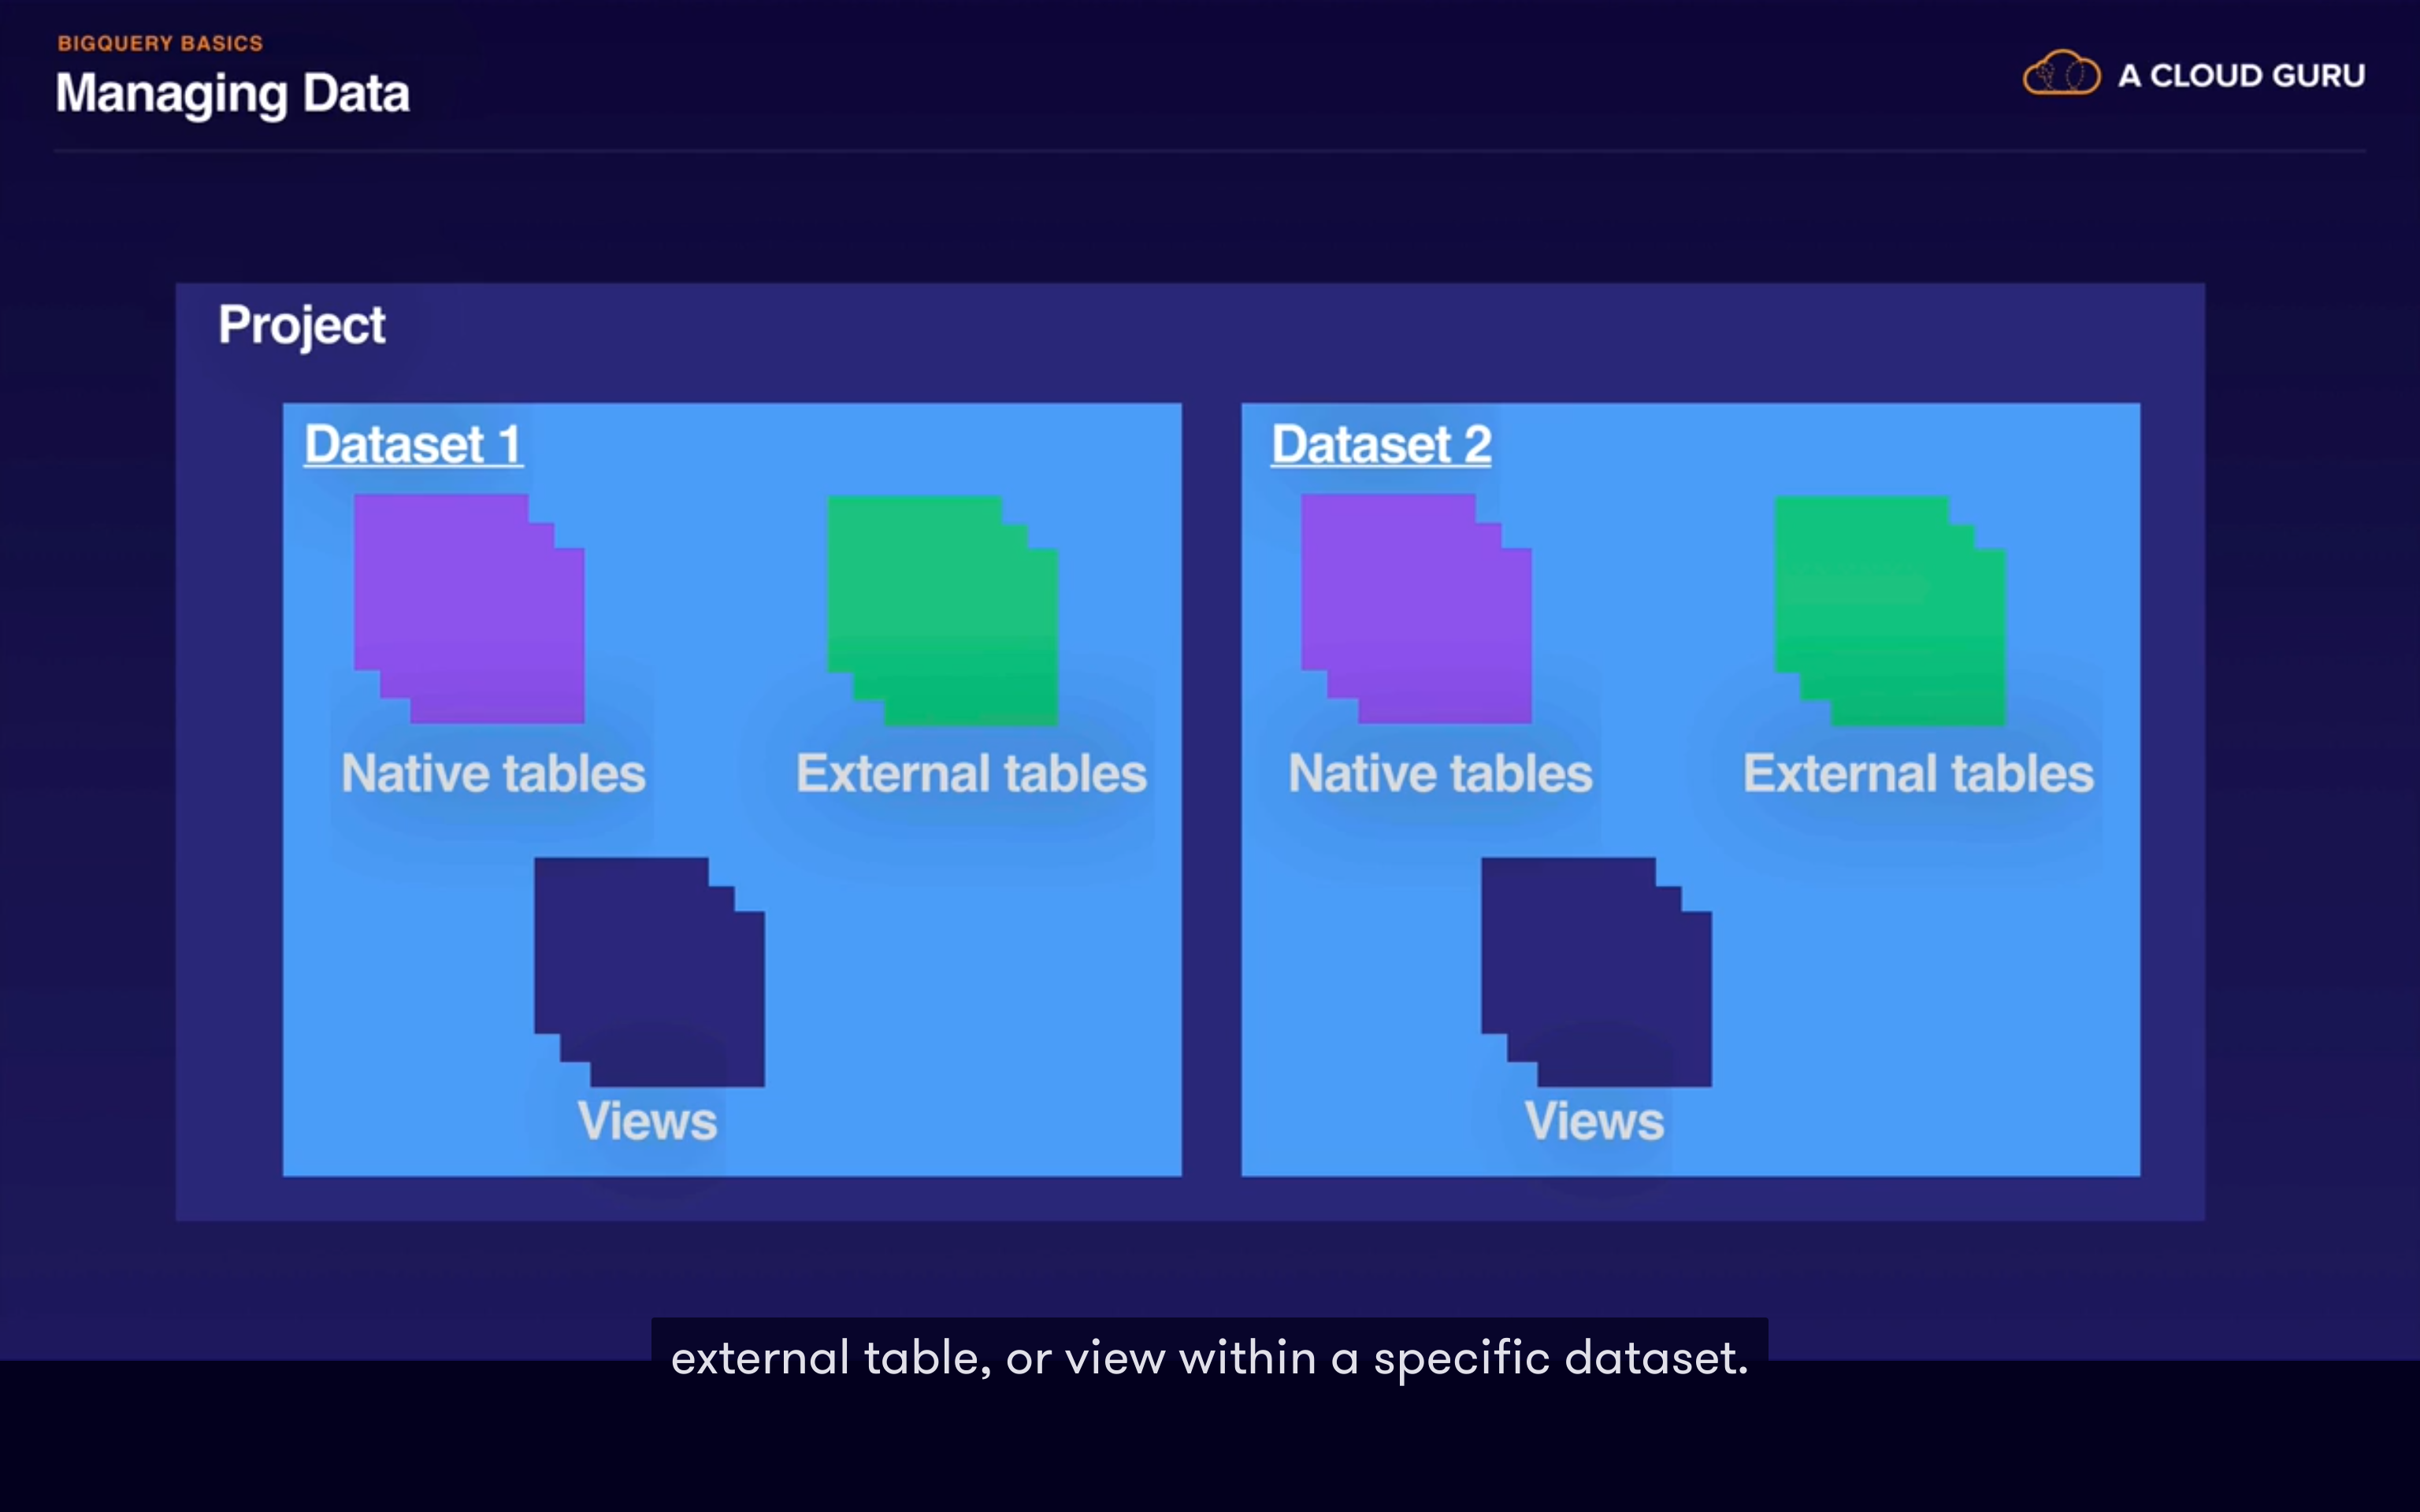 BIGQUERY BASICS
Managing Data
A CLOUD GURU
Project
Dataset 1
Native tables
External tables
Views
Dataset 2
Native tables
External tables
Views
external table, or view within a specific dataset.